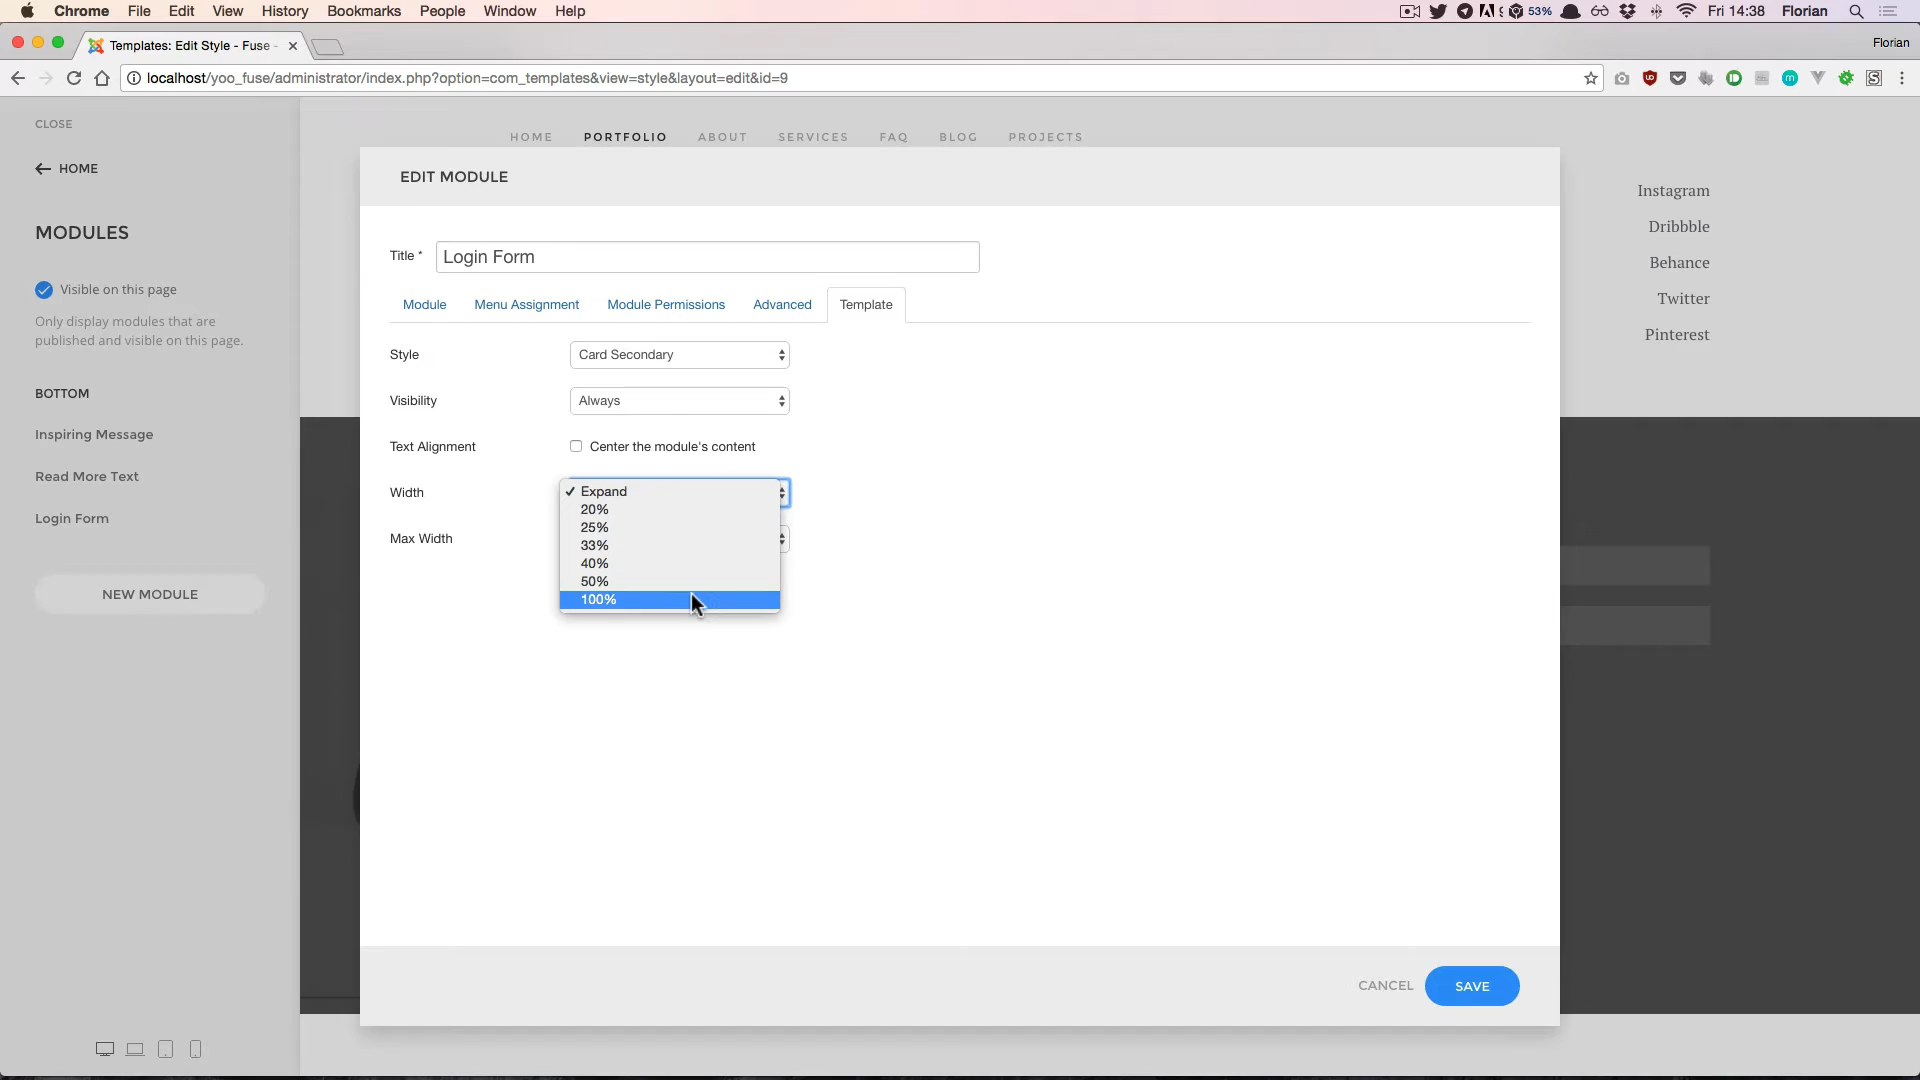 Chrome File Edit View History Bookmarks People Window Help 53% Fri 14:38 Florian
Templates: Edit Style - Fuse - Florian
localhost/yoo_fuse/administrator/index.php?option=com_templates&view=style&layout=edit&id=9
CLOSE
HOME PORTFOLIO ABOUT SERVICES FAQ BLOG PROJECTS
HOME
EDIT MODULE
Instagram
Dribbble
Behance
Twitter
Pinterest
MODULES
Visible on this page
Only display modules that are
published and visible on this page.
BOTTOM
Inspiring Message
Read More Text
Login Form
NEW MODULE
Title * Login Form
Module Menu Assignment Module Permissions Advanced Template
Style Card Secondary
Visibility Always
Text Alignment Center the module's content
Width
✓ Expand
20%
25%
33%
40%
50%
100%
Max Width
CANCEL SAVE